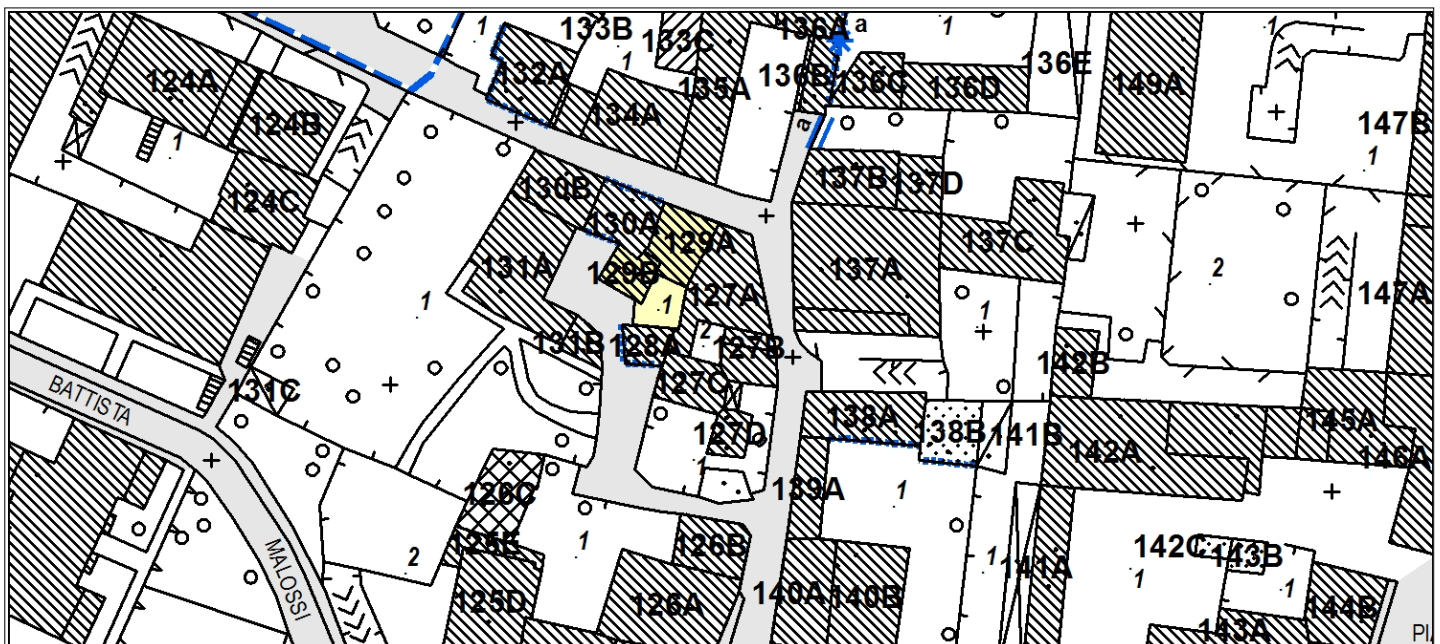 1
133B
136A
a
1
1
133C
1
136E
124A
132A
136B
136C
136D
149A
135A
124B
134A
a
147B
1
1
130B
137B
137D
124C
130A
129A
137C
131A
129B
137A
2
127A
147A
1
1
1
131B
128A
2
127B
142B
131C
127C
BATTISTA
138A
145A
127D
138B
141B
142A
146A
1
126C
139A
1
125E
1
126B
142C
143B
MALOSSI
2
1
141A
1
1
125D
126A
140A
140B
144B
143A
PI